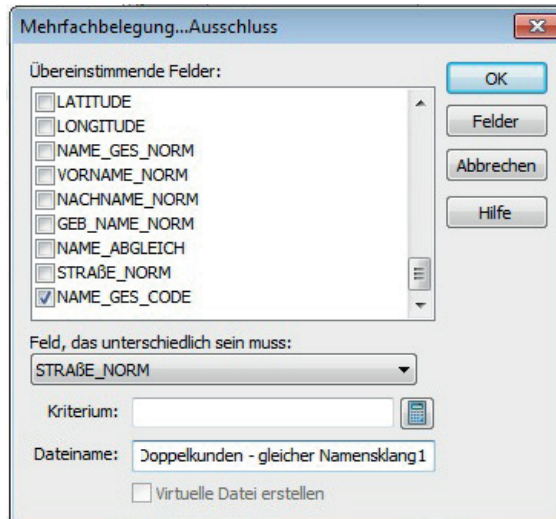 Mehrfachbelegung...Ausschluss
Übereinstimmende Felder:
LATITUDE
LONGITUDE
NAME_GES_NORM
VORNAME_NORM
NACHNAME_NORM
GEB_NAME_NORM
NAME_ABGLEICH
STRAßE_NORM
NAME_GES_CODE
OK
Felder
Abbrechen
Hilfe
Feld, das unterschiedlich sein muss:
STRAßE_NORM
Kriterium:
Dateiname: Doppelkunden - gleicher Namensklang1
Virtuelle Datei erstellen